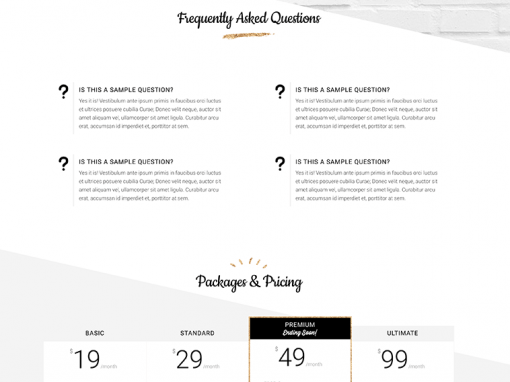 Frequently Asked Questions
IS THIS A SAMPLE QUESTION?
Yes it is! Vestibulum ante ipsum primis in faucibus orci luctus
et ultrices posuere cubilia Curae; Donec velit neque, auctor sit
amet aliquam vel, ullamcorper sit amet ligula. Curabitur arcu
erat, accumsan id imperdiet et, porttitor at sem.
IS THIS A SAMPLE QUESTION?
Yes it is! Vestibulum ante ipsum primis in faucibus orci luctus
et ultrices posuere cubilia Curae; Donec velit neque, auctor sit
amet aliquam vel, ullamcorper sit amet ligula. Curabitur arcu
erat, accumsan id imperdiet et, porttitor at sem.
IS THIS A SAMPLE QUESTION?
Yes it is! Vestibulum ante ipsum primis in faucibus orci luctus
et ultrices posuere cubilia Curae; Donec velit neque, auctor sit
amet aliquam vel, ullamcorper sit amet ligula. Curabitur arcu
erat, accumsan id imperdiet et, porttitor at sem.
IS THIS A SAMPLE QUESTION?
Yes it is! Vestibulum ante ipsum primis in faucibus orci luctus
et ultrices posuere cubilia Curae; Donec velit neque, auctor sit
amet aliquam vel, ullamcorper sit amet ligula. Curabitur arcu
erat, accumsan id imperdiet et, porttitor at sem.
Packages & Pricing
BASIC
$19/month
STANDARD
$29/month
PREMIUM
Ending Soon!
$49/month
ULTIMATE
$99/month